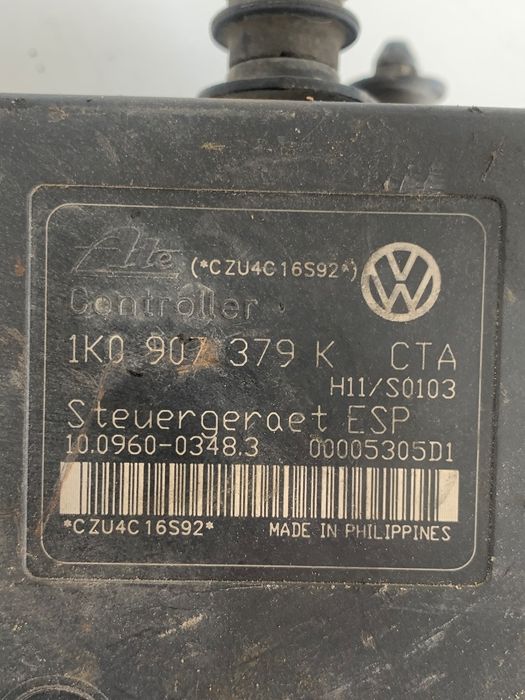 Ate (*CZU4C16S92*)
Controller
1K0 907 379 K CTA
H11/S0103
Steuergeraet ESP
10.0960-0348.3 00005305D1
*CZU4C16S92* MADE IN PHILIPPINES